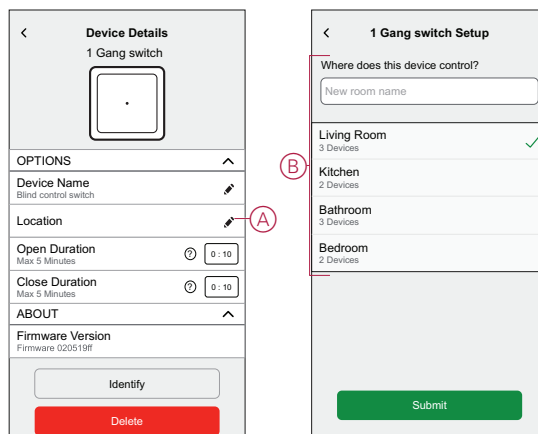 Device Details
1 Gang switch
OPTIONS
Device Name
Blind control switch
Location
A
Open Duration
Max 5 Minutes
? 0 : 10
Close Duration
Max 5 Minutes
? 0 : 10
ABOUT
Firmware Version
Firmware 020519ff
Identify
Delete
1 Gang switch Setup
Where does this device control?
New room name
B
Living Room
3 Devices
Kitchen
2 Devices
Bathroom
3 Devices
Bedroom
2 Devices
Submit